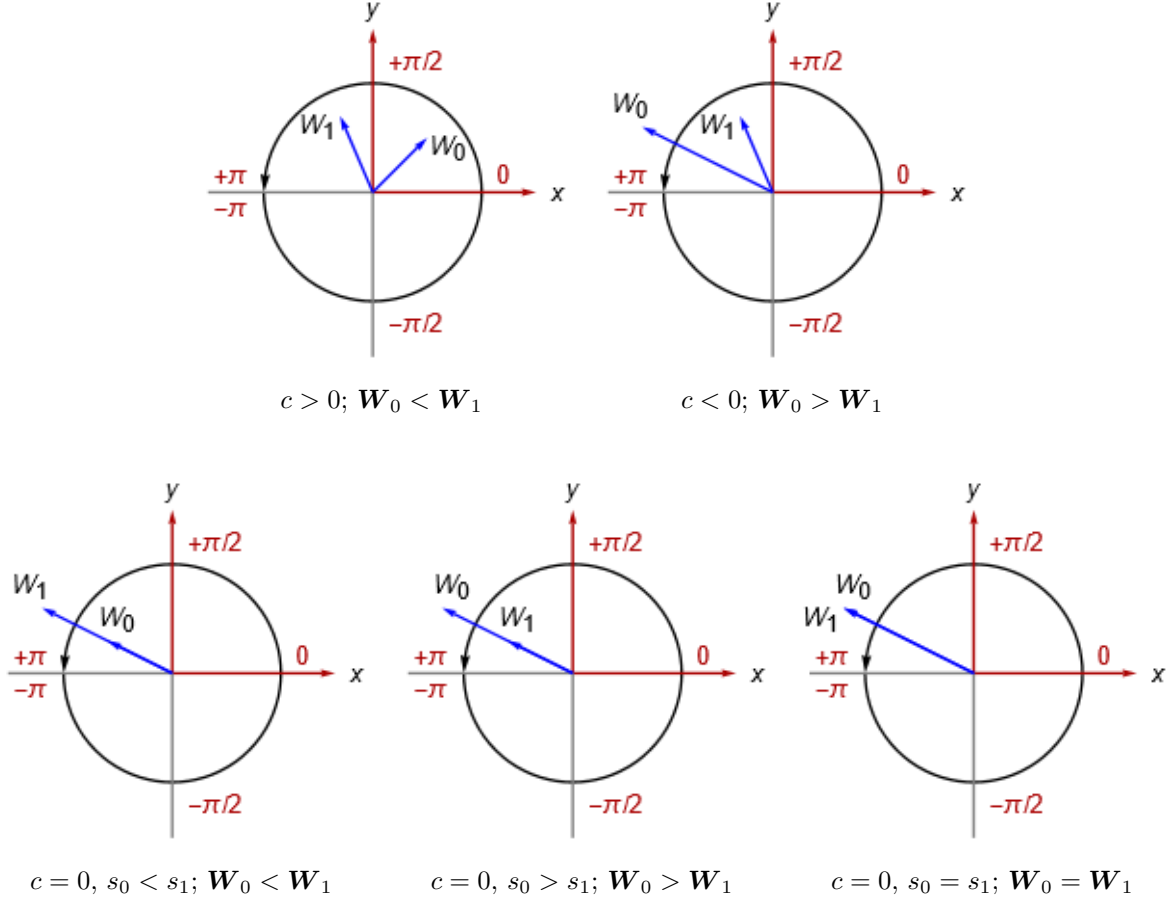 y y
+π/2 +π/2
W0 W1 W0 W1
+π 0 +π 0
−π x −π x
−π/2 −π/2
c > 0; W0 < W1 c < 0; W0 > W1
y y y
+π/2 +π/2 +π/2
W1 W0 W0 W1 W0 W1
+π 0 +π 0 +π 0
−π x −π x −π x
−π/2 −π/2 −π/2
c = 0, s0 < s1; W0 < W1 c = 0, s0 > s1; W0 > W1 c = 0, s0 = s1; W0 = W1